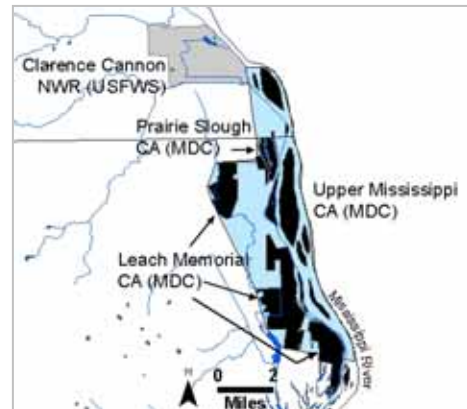 Clarence Cannon
NWR (USFWS)
Prairie Slough
CA (MDC)
Upper Mississippi
CA (MDC)
Leach Memorial
CA (MDC)
Mississippi River
N
0 2
Miles